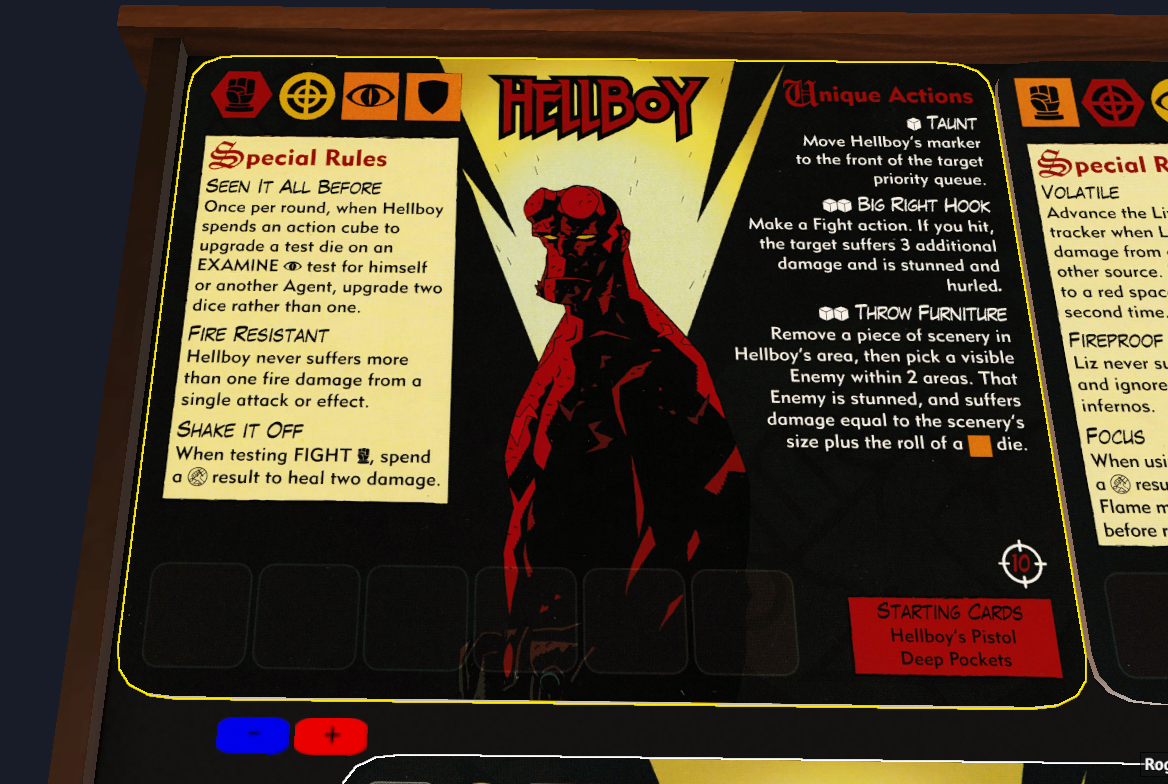 HELLBOY
Special Rules
SEEN IT ALL BEFORE
Once per round, when Hellboy
spends an action cube to
upgrade a test die on an
EXAMINE test for himself
or another Agent, upgrade two
dice rather than one.
FIRE RESISTANT
Hellboy never suffers more
than one fire damage from a
single attack or effect.
SHAKE IT OFF
When testing FIGHT , spend
a result to heal two damage.
Unique Actions
TAUNT
Move Hellboy's marker
to the front of the target
priority queue.
BIG RIGHT HOOK
Make a Fight action. If you hit,
the target suffers 3 additional
damage and is stunned and
hurled.
THROW FURNITURE
Remove a piece of scenery in
Hellboy's area, then pick a visible
Enemy within 2 areas. That
Enemy is stunned, and suffers
damage equal to the scenery's
size plus the roll of a die.
10
STARTING CARDS
Hellboy's Pistol
Deep Pockets
- +
Special
VOLATILE
Advance the
tracker when
damage from
other source.
to a red
second time.
FIREPROOF
Liz never
and ignore
infernos.
FOCUS
When
a
Flame
before